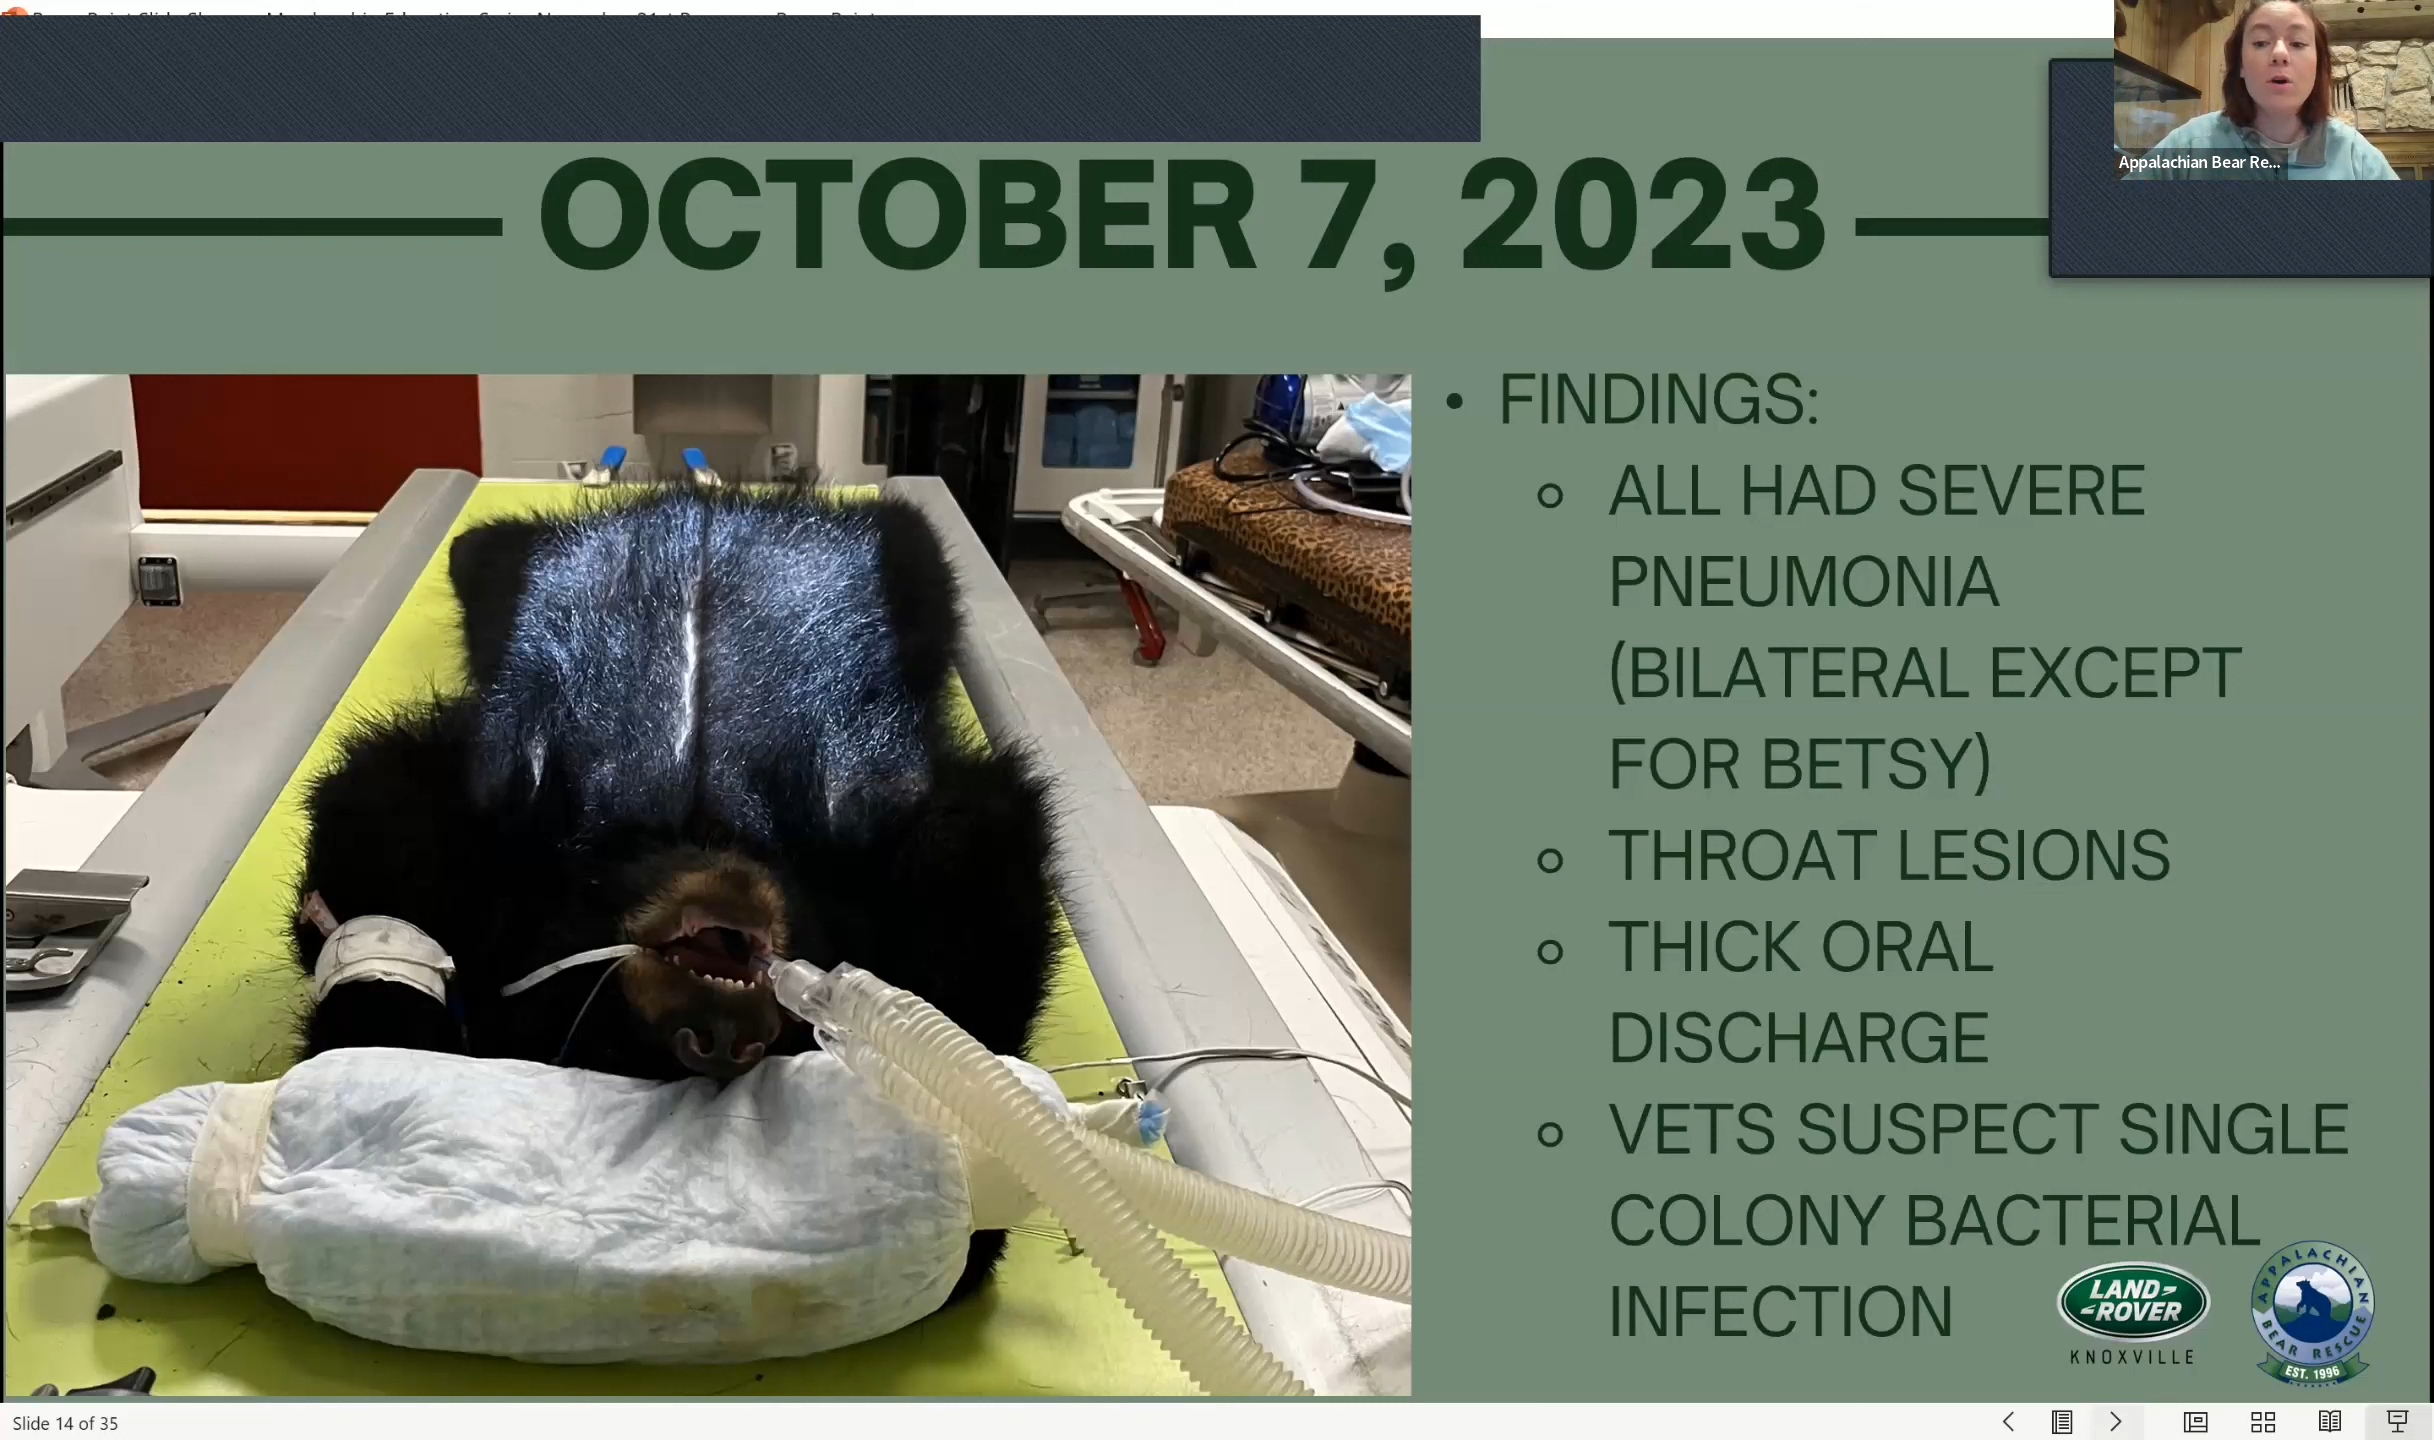 Appalachian Bear Re...
OCTOBER 7, 2023
• FINDINGS:
ALL HAD SEVERE
PNEUMONIA
(BILATERAL EXCEPT
FOR BETSY)
THROAT LESIONS
THICK ORAL
DISCHARGE
VETS SUSPECT SINGLE
COLONY BACTERIAL
INFECTION
LAND ROVER
KNOXVILLE
APPALACHIAN BEAR RESCUE
EST. 1996
Slide 14 of 35